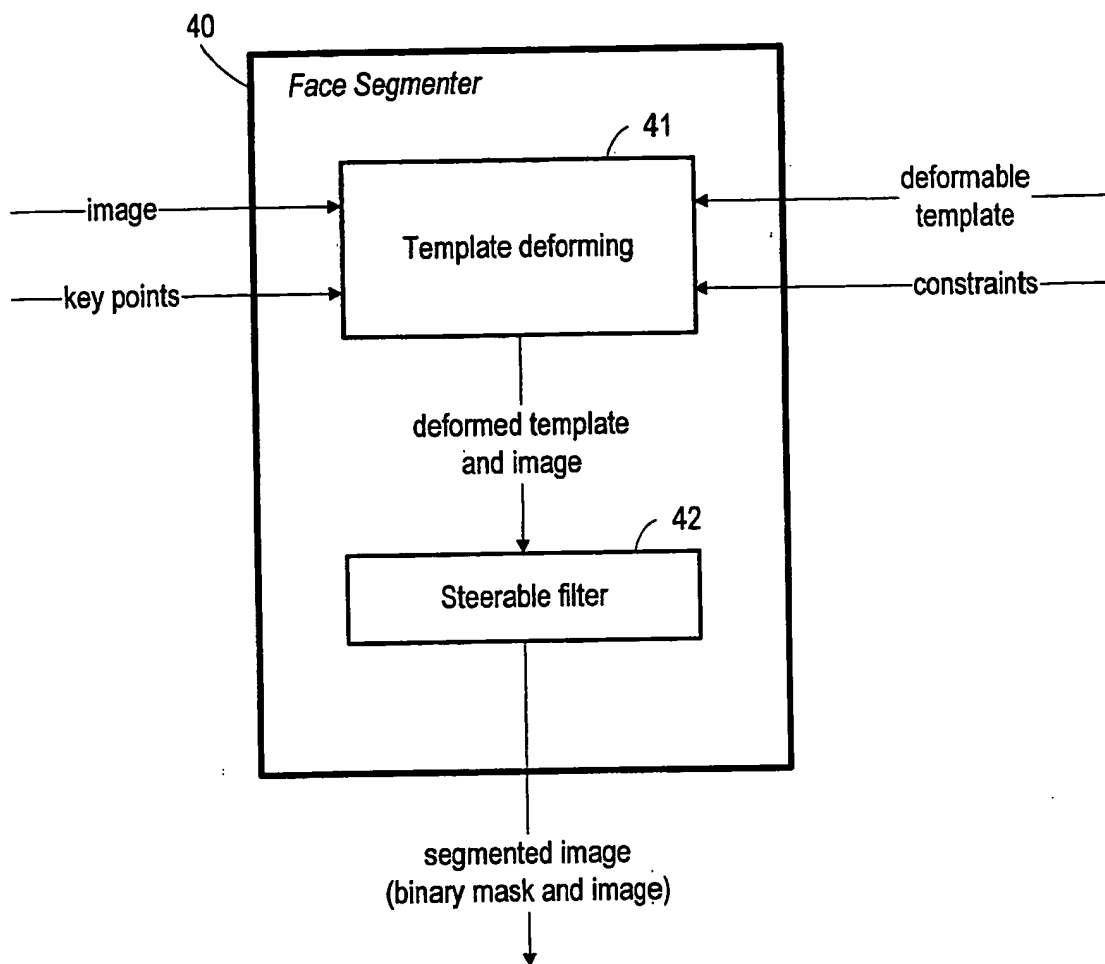 40
Face Segmenter
41
image
key points
Template deforming
deformable
template
constraints
deformed template
and image
42
Steerable filter
segmented image
(binary mask and image)